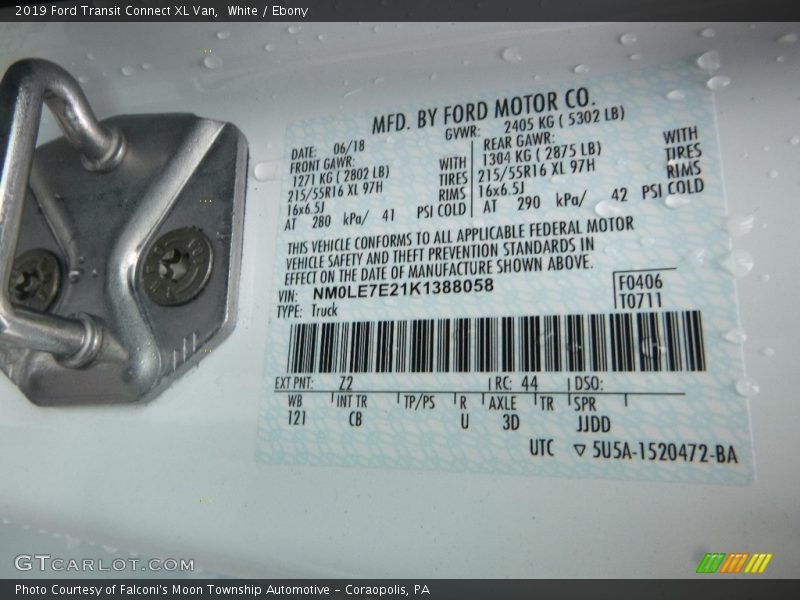 2019 Ford Transit Connect XL Van, White / Ebony
MFD. BY FORD MOTOR CO.
DATE: 06/18 GVWR: 2405 KG ( 5302 LB)
FRONT GAWR: REAR GAWR:
1271 KG ( 2802 LB) WITH 1304 KG ( 2875 LB) WITH
215/55R16 XL 97H TIRES 215/55R16 XL 97H TIRES
16x6.5J RIMS 16x6.5J RIMS
AT 280 kPa/ 41 PSI COLD AT 290 kPa/ 42 PSI COLD
THIS VEHICLE CONFORMS TO ALL APPLICABLE FEDERAL MOTOR
VEHICLE SAFETY AND THEFT PREVENTION STANDARDS IN
EFFECT ON THE DATE OF MANUFACTURE SHOWN ABOVE.
VIN: NM0LE7E21K1388058 F0406
TYPE: Truck T0711
EXT PNT: Z2 RC: 44 DSO:
WB INT TR TP/PS R AXLE TR SPR
121 CB U 3D JJDD
UTC ▽ 5U5A-1520472-BA
GTCARLOT.COM
Photo Courtesy of Falconi's Moon Township Automotive - Coraopolis, PA